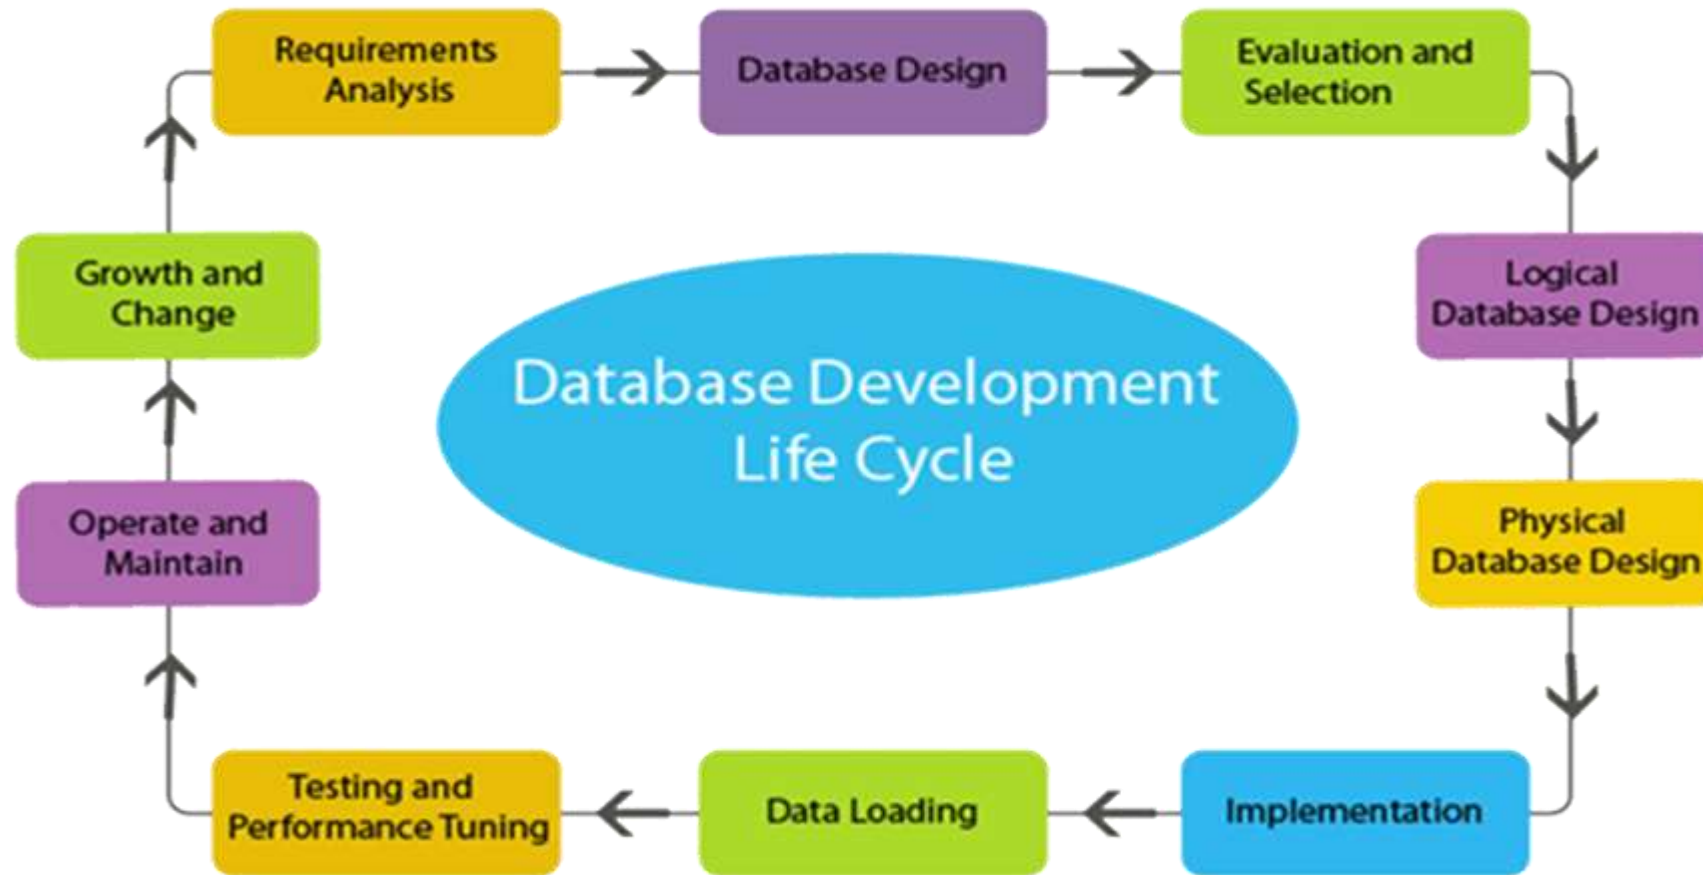 Requirements
Analysis
Database Design
Evaluation and
Selection
Logical
Database Design
Physical
Database Design
Implementation
Data Loading
Testing and
Performance Tuning
Operate and
Maintain
Growth and
Change
Database Development
Life Cycle